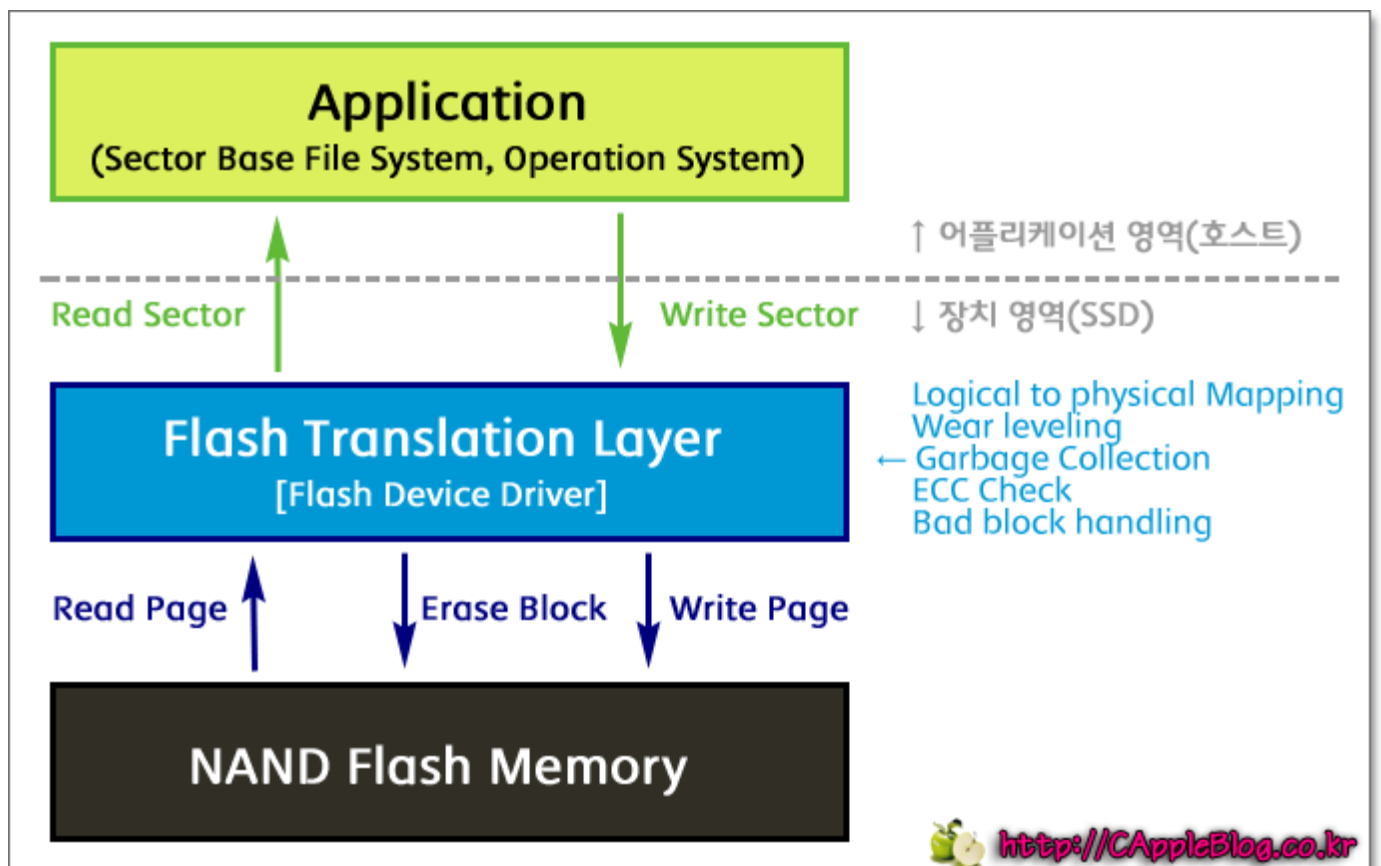 Application
(Sector Base File System, Operation System)
↑ 어플리케이션 영역(호스트)
Read Sector
Write Sector
↓ 장치 영역(SSD)
Flash Translation Layer
[Flash Device Driver]
Logical to physical Mapping
Wear leveling
← Garbage Collection
ECC Check
Bad block handling
Read Page
Erase Block
Write Page
NAND Flash Memory
http://CAppleBlog.co.kr